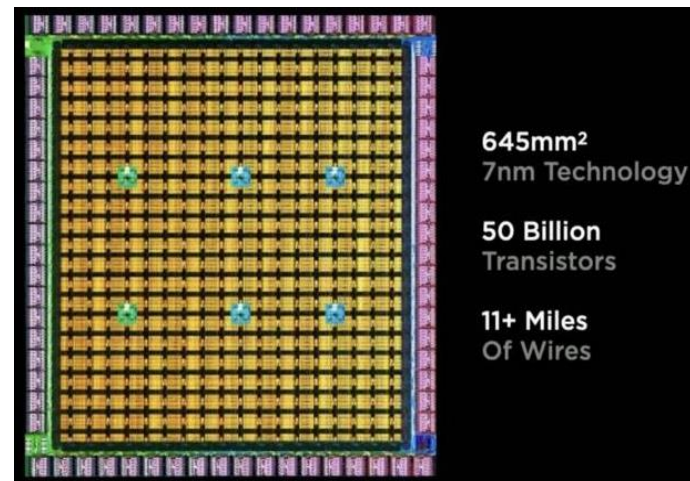 645mm²
7nm Technology
50 Billion
Transistors
11+ Miles
Of Wires